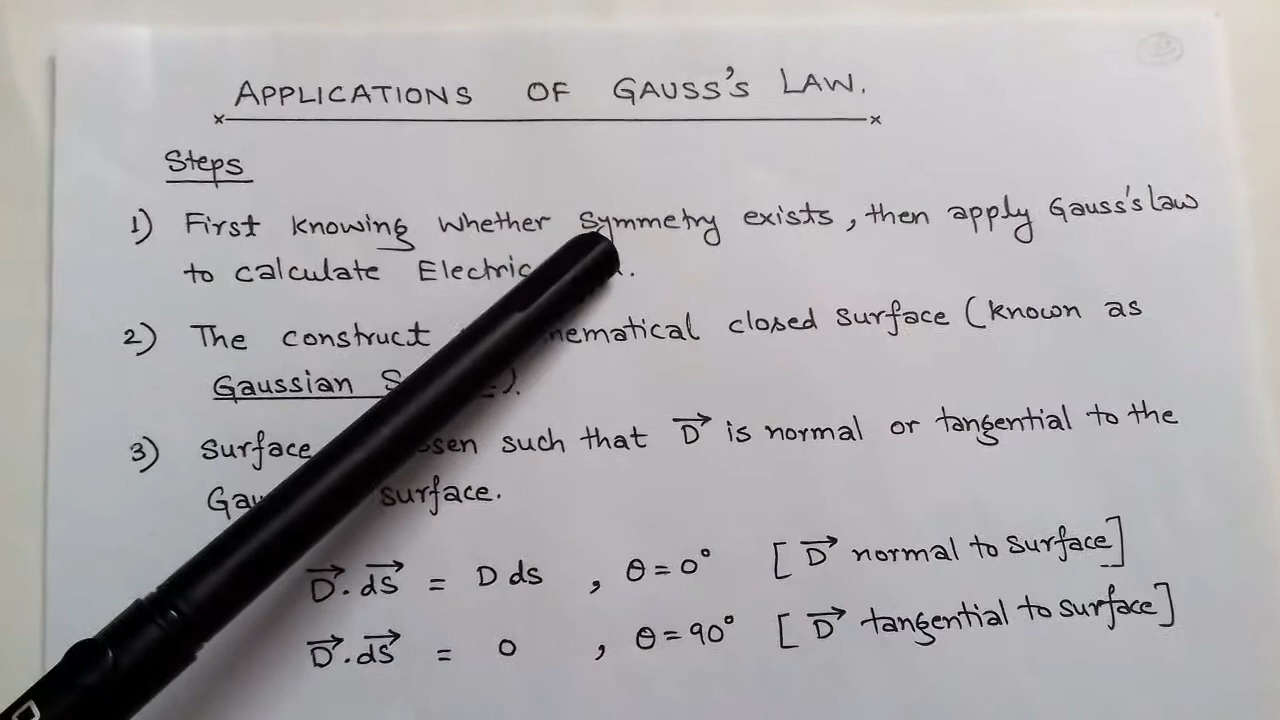 APPLICATIONS OF GAUSS'S LAW.
Steps
1) First knowing whether Symmetry exists, then apply Gauss's law
to calculate Electric
2) The construct mathematical closed surface (known as
Gaussian
3) Surface chosen such that D→ is normal or tangential to the
surface.
D→ . ds→ = D ds , θ = 0° [ D→ normal to surface ]
D→ . ds→ = 0 , θ = 90° [ D→ tangential to surface ]